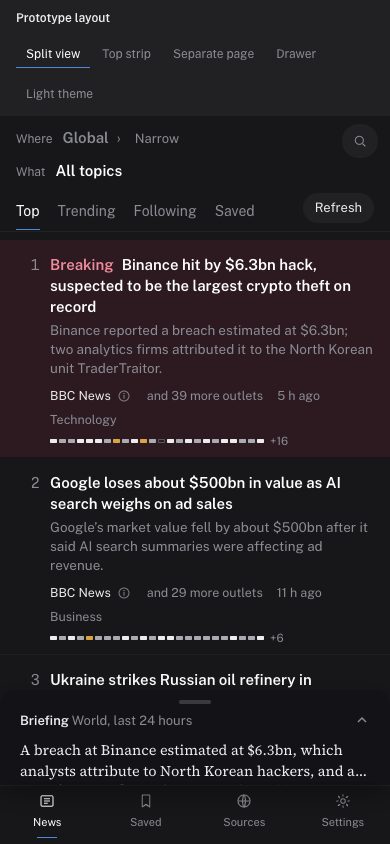 Prototype layout
Split view Top strip Separate page Drawer
Light theme
Where Global › Narrow
What All topics
Top Trending Following Saved Refresh
1 Breaking Binance hit by $6.3bn hack,
suspected to be the largest crypto theft on
record
Binance reported a breach estimated at $6.3bn;
two analytics firms attributed it to the North Korean
unit TraderTraitor.
BBC News and 39 more outlets 5 h ago
Technology
+16
2 Google loses about $500bn in value as AI
search weighs on ad sales
Google's market value fell by about $500bn after it
said AI search summaries were affecting ad
revenue.
BBC News and 29 more outlets 11 h ago
Business
+6
3 Ukraine strikes Russian oil refinery in
Briefing World, last 24 hours
A breach at Binance estimated at $6.3bn, which
analysts attribute to North Korean hackers, and a...
News Saved Sources Settings